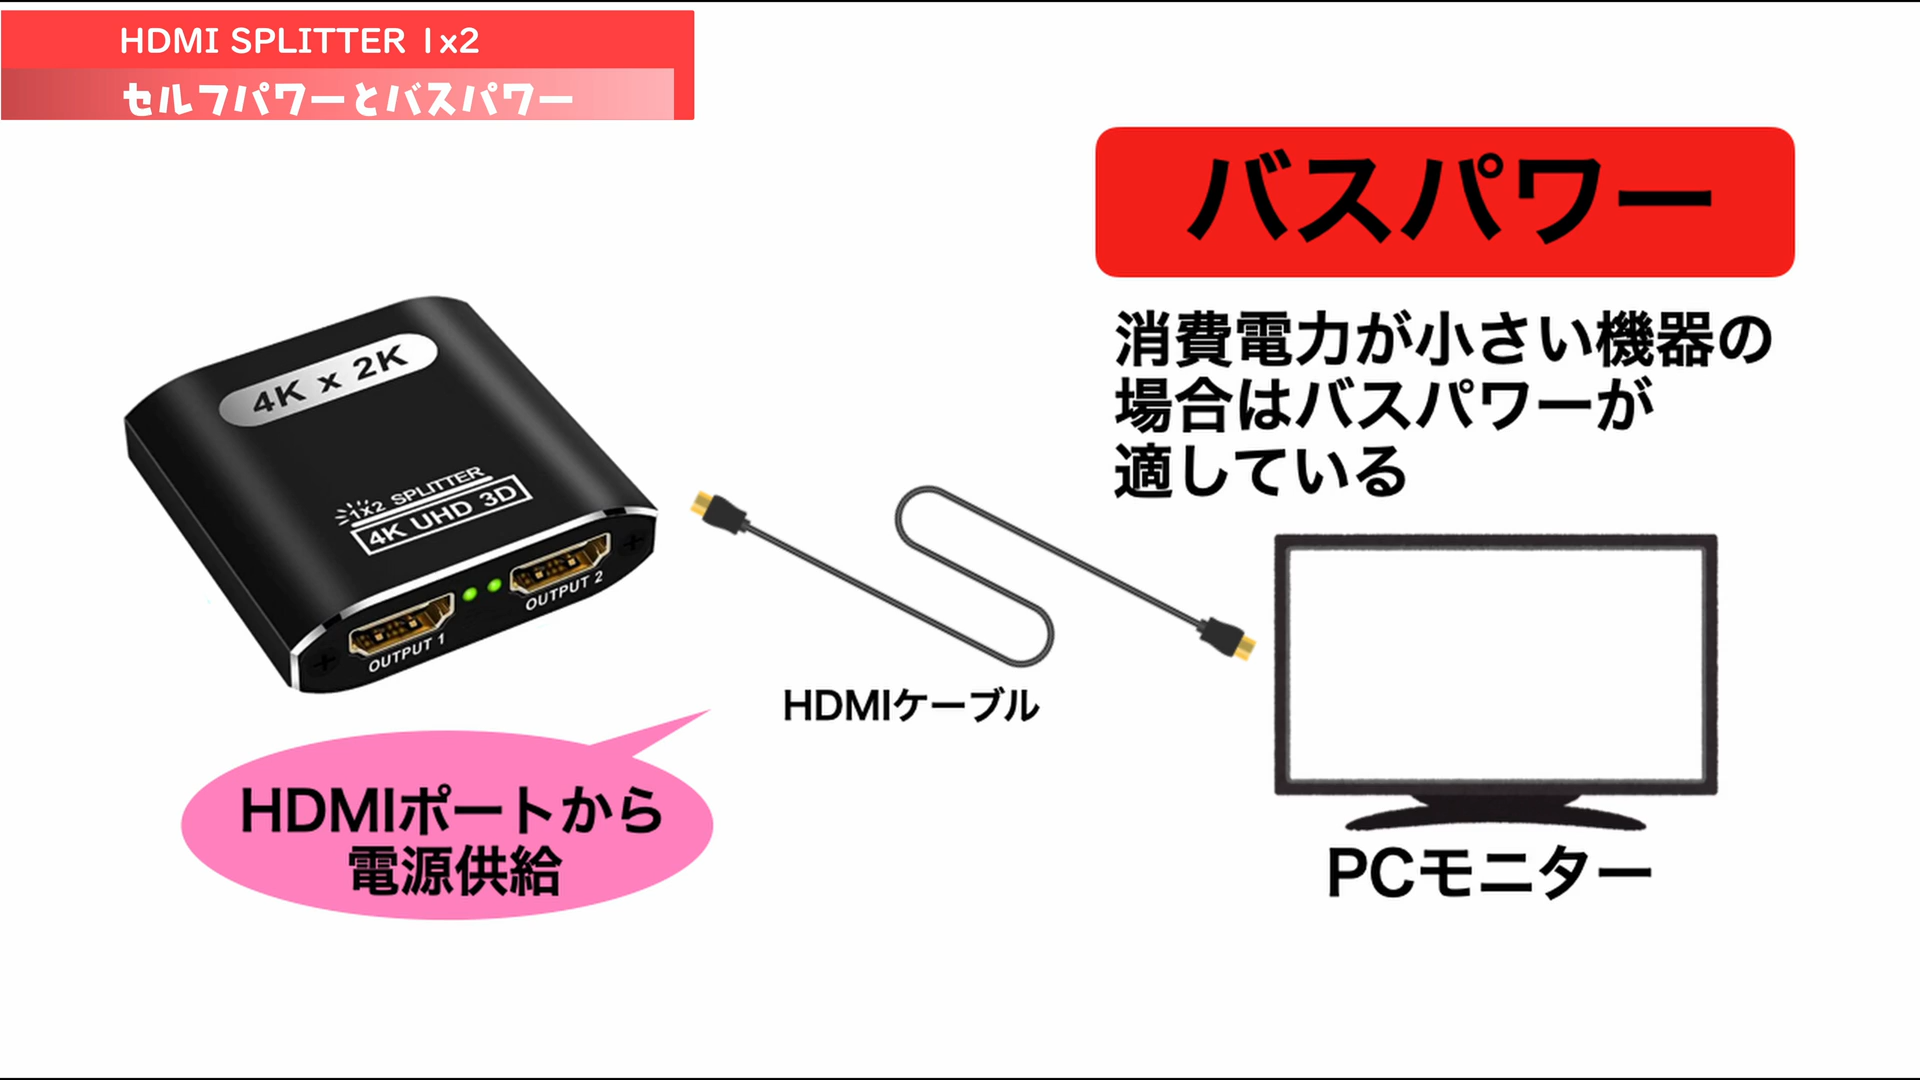 HDMI SPLITTER 1x2
セルフパワーとバスパワー
バスパワー
消費電力が小さい機器の
場合はバスパワーが
適している
4K x 2K
1X2 SPLITTER
4K UHD 3D
OUTPUT 1
OUTPUT 2
HDMIケーブル
HDMIポートから
電源供給
PCモニター